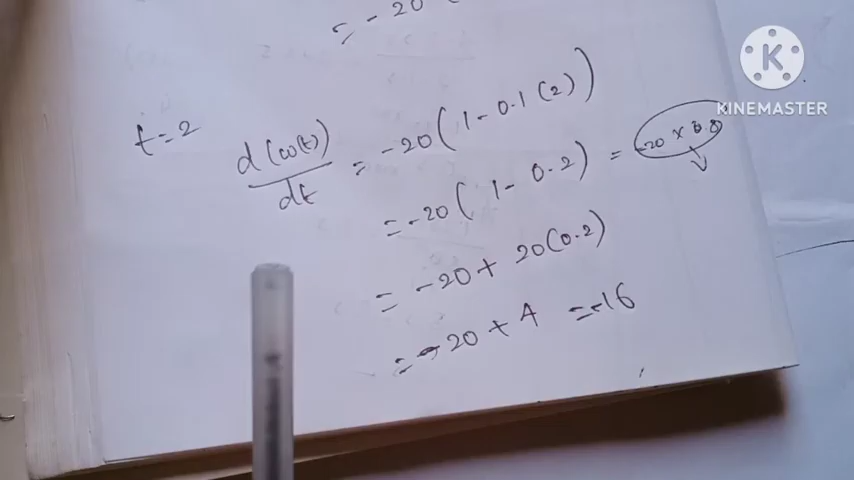 = -20 (
K
KINEMASTER
t=2
d(w(t))/dt = -20(1-0.1(2))
= -20(1-0.2) = -20 x 0.8
= -20 + 20(0.2)
= -20 + 4 = -16